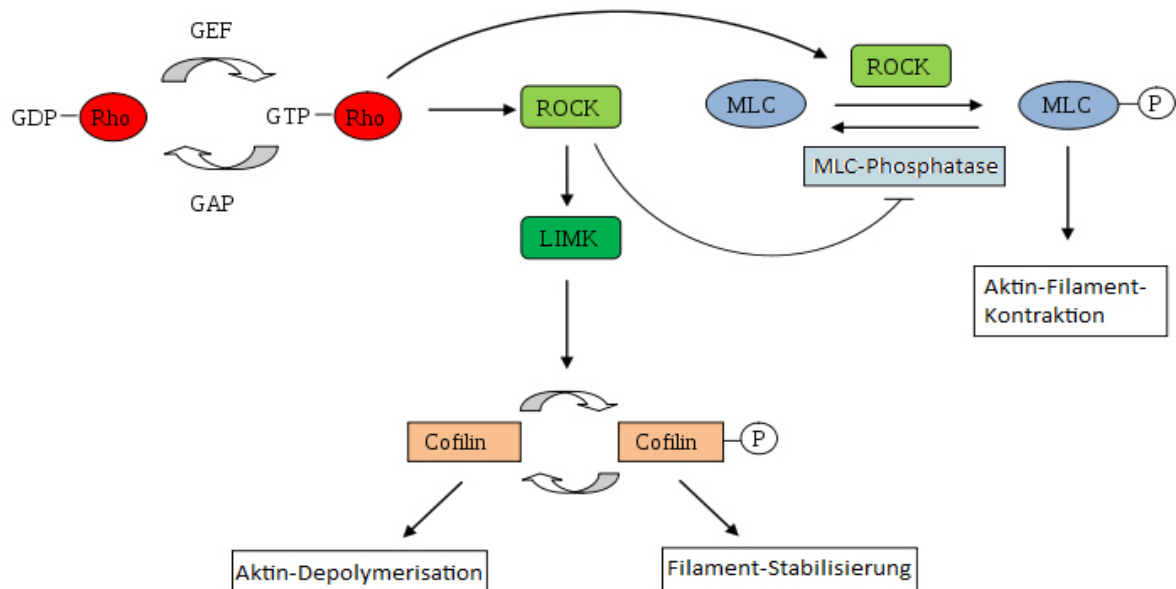 GEF
ROCK
GDP
Rho
GTP
Rho
ROCK
MLC
MLC
P
MLC-Phosphatase
GAP
LIMK
Aktin-Filament-
Kontraktion
Cofilin
Cofilin
P
Aktin-Depolymerisation
Filament-Stabilisierung